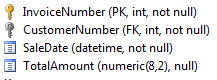 InvoiceNumber (PK, int, not null)
CustomerNumber (FK, int, not null)
SaleDate (datetime, not null)
TotalAmount (numeric(8,2), null)